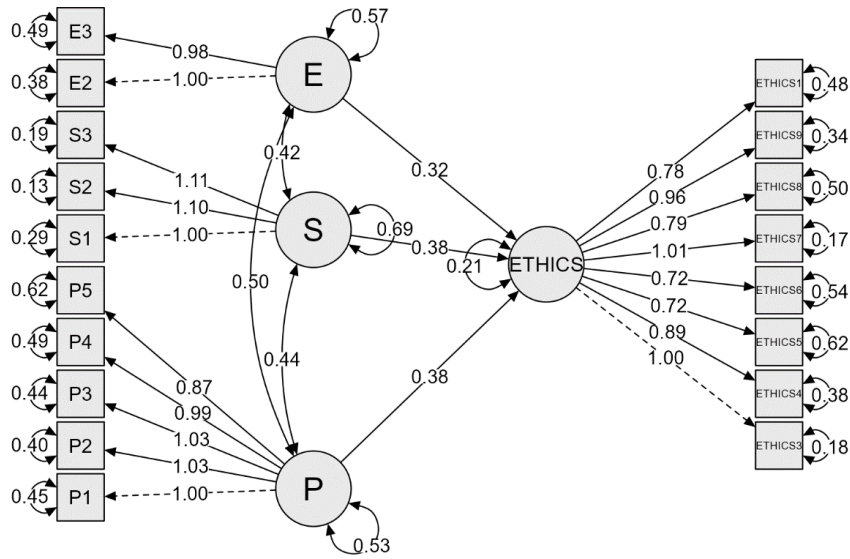 0.57
0.49 E3
0.98
E
0.38 E2
1.00
ETHICS1 0.48
0.19 S3
0.42
0.78
ETHICS9 0.34
0.32
0.96
0.13 S2
1.11
1.10
0.79
ETHICS8 0.50
0.29 S1
1.00
S
0.69
0.38
1.01
ETHICS7 0.17
0.21 ETHICS
0.62 P5
0.50
0.72
ETHICS6 0.54
0.72
0.49 P4
0.89
ETHICS5 0.62
0.44
1.00
0.44 P3
0.87
0.38
ETHICS4 0.38
0.99
0.40 P2
1.03
ETHICS3 0.18
1.03
0.45 P1
1.00
P
0.53